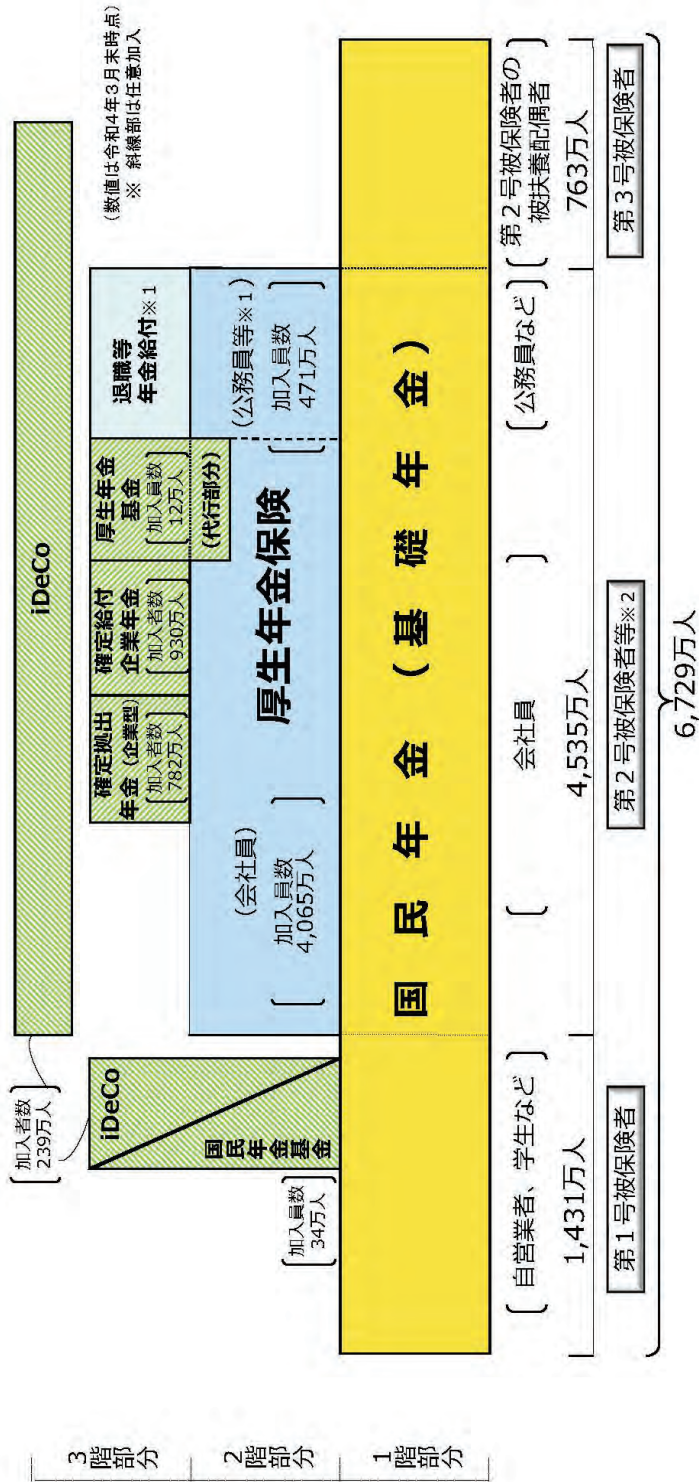 (数値は令和4年3月末時点)
※ 斜線部は任意加入
iDeCo
加入者数
239万人
3階部分
2階部分
1階部分
iDeCo
国民年金基金
加入員数
34万人
確定拠出
年金(企業型)
加入者数
782万人
確定給付
企業年金
加入者数
930万人
厚生年金
基金
加入員数
12万人
(代行部分)
退職等
年金給付※1
(会社員)
加入員数
4,065万人
厚生年金保険
(公務員等※1)
加入員数
471万人
国民年金(基礎年金)
自営業者、学生など
会社員
公務員など
第2号被保険者の
被扶養配偶者
1,431万人
4,535万人
763万人
第1号被保険者
第2号被保険者等※2
第3号被保険者
6,729万人